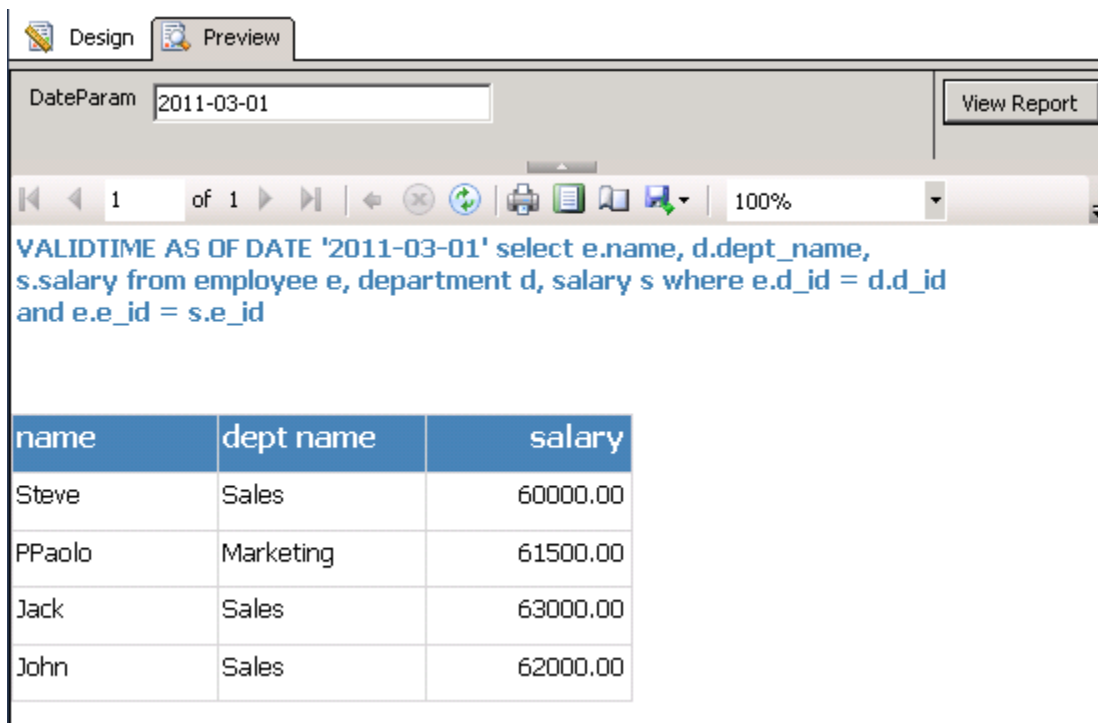 Design Preview
DateParam 2011-03-01 View Report
1 of 1 100%
VALIDTIME AS OF DATE '2011-03-01' select e.name, d.dept_name,
s.salary from employee e, department d, salary s where e.d_id = d.d_id
and e.e_id = s.e_id
name dept name salary
Steve Sales 60000.00
PPaolo Marketing 61500.00
Jack Sales 63000.00
John Sales 62000.00